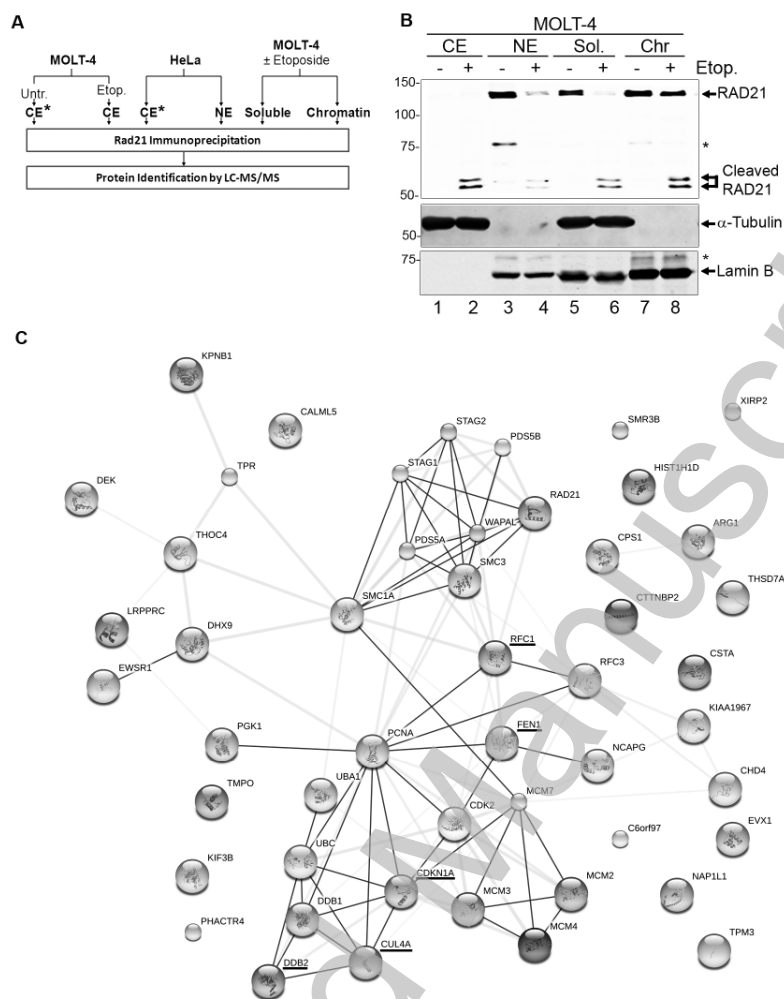 A
MOLT-4
HeLa
MOLT-4
± Etoposide
Untr.
Etop.
CE*
CE
CE*
NE
Soluble
Chromatin
Rad21 Immunoprecipitation
Protein Identification by LC-MS/MS
B
MOLT-4
CE NE Sol. Chr
- + - + - + - + Etop.
150
100
75
50
RAD21
*
Cleaved
RAD21
50
α-Tubulin
75
*
Lamin B
1 2 3 4 5 6 7 8
C
KPNB1
CALML5
TPR
DEK
THOC4
LRPPRC
DHX9
EWSR1
PGK1
TMPO
KIF3B
PHACTR4
STAG2
PDS5B
STAG1
RAD21
WAPAL
PDS5A
SMC3
SMC1A
RFC1
RFC3
PCNA
FEN1
NCAPG
UBA1
CDK2
MCM7
UBC
CDKN1A
MCM3
MCM2
DDB1
MCM4
CUL4A
DDB2
SMR3B
XIRP2
HIST1H1D
CPS1
ARG1
CTTNBP2
THSD7A
CSTA
KIAA1967
CHD4
C6orf97
EVX1
NAP1L1
TPM3
d Manuscri